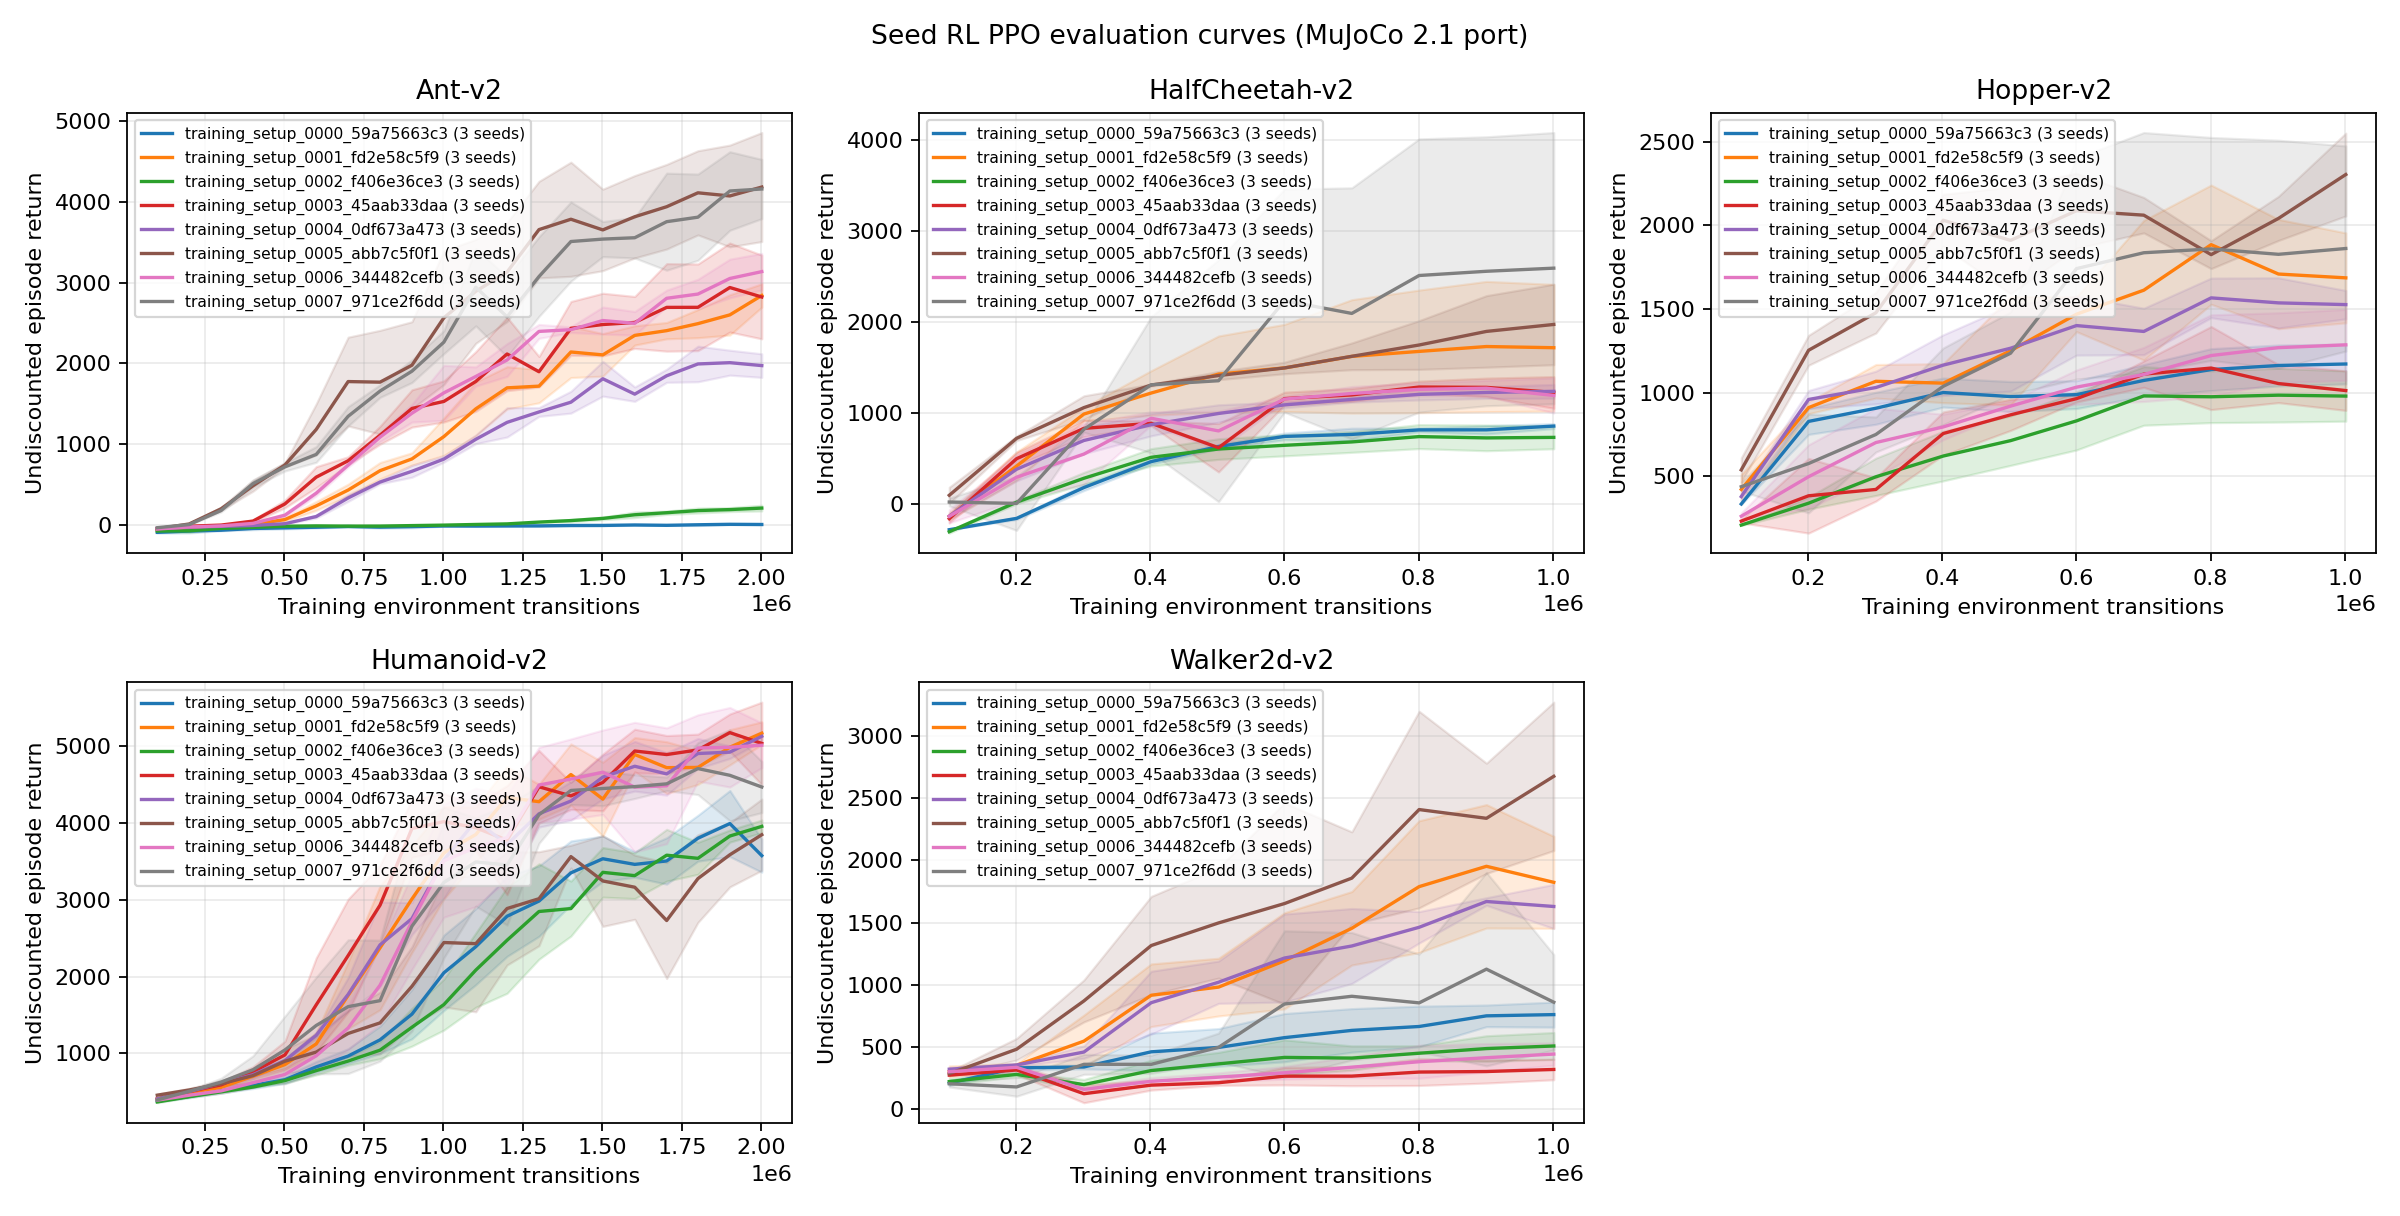 Seed RL PPO evaluation curves (MuJoCo 2.1 port)
Ant-v2
Undiscounted episode return
5000
4000
3000
2000
1000
0
training_setup_0000_59a75663c3 (3 seeds)
training_setup_0001_fd2e58c5f9 (3 seeds)
training_setup_0002_f406e36ce3 (3 seeds)
training_setup_0003_45aab33daa (3 seeds)
training_setup_0004_0df673a473 (3 seeds)
training_setup_0005_abb7c5f0f1 (3 seeds)
training_setup_0006_344482cefb (3 seeds)
training_setup_0007_971ce2f6dd (3 seeds)
0.25 0.50 0.75 1.00 1.25 1.50 1.75 2.00
1e6
Training environment transitions
HalfCheetah-v2
Undiscounted episode return
4000
3000
2000
1000
0
training_setup_0000_59a75663c3 (3 seeds)
training_setup_0001_fd2e58c5f9 (3 seeds)
training_setup_0002_f406e36ce3 (3 seeds)
training_setup_0003_45aab33daa (3 seeds)
training_setup_0004_0df673a473 (3 seeds)
training_setup_0005_abb7c5f0f1 (3 seeds)
training_setup_0006_344482cefb (3 seeds)
training_setup_0007_971ce2f6dd (3 seeds)
0.2 0.4 0.6 0.8 1.0
1e6
Training environment transitions
Hopper-v2
Undiscounted episode return
2500
2000
1500
1000
500
training_setup_0000_59a75663c3 (3 seeds)
training_setup_0001_fd2e58c5f9 (3 seeds)
training_setup_0002_f406e36ce3 (3 seeds)
training_setup_0003_45aab33daa (3 seeds)
training_setup_0004_0df673a473 (3 seeds)
training_setup_0005_abb7c5f0f1 (3 seeds)
training_setup_0006_344482cefb (3 seeds)
training_setup_0007_971ce2f6dd (3 seeds)
0.2 0.4 0.6 0.8 1.0
1e6
Training environment transitions
Humanoid-v2
Undiscounted episode return
5000
4000
3000
2000
1000
training_setup_0000_59a75663c3 (3 seeds)
training_setup_0001_fd2e58c5f9 (3 seeds)
training_setup_0002_f406e36ce3 (3 seeds)
training_setup_0003_45aab33daa (3 seeds)
training_setup_0004_0df673a473 (3 seeds)
training_setup_0005_abb7c5f0f1 (3 seeds)
training_setup_0006_344482cefb (3 seeds)
training_setup_0007_971ce2f6dd (3 seeds)
0.25 0.50 0.75 1.00 1.25 1.50 1.75 2.00
1e6
Training environment transitions
Walker2d-v2
Undiscounted episode return
3000
2500
2000
1500
1000
500
0
training_setup_0000_59a75663c3 (3 seeds)
training_setup_0001_fd2e58c5f9 (3 seeds)
training_setup_0002_f406e36ce3 (3 seeds)
training_setup_0003_45aab33daa (3 seeds)
training_setup_0004_0df673a473 (3 seeds)
training_setup_0005_abb7c5f0f1 (3 seeds)
training_setup_0006_344482cefb (3 seeds)
training_setup_0007_971ce2f6dd (3 seeds)
0.2 0.4 0.6 0.8 1.0
1e6
Training environment transitions